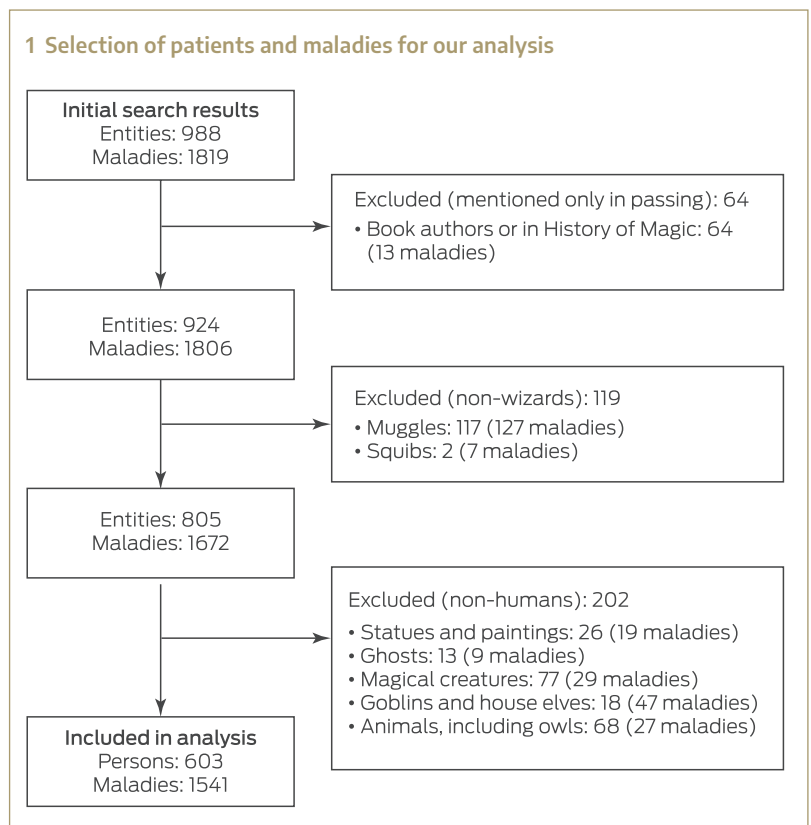 1 Selection of patients and maladies for our analysis
Initial search results
Entities: 988
Maladies: 1819
Excluded (mentioned only in passing): 64
• Book authors or in History of Magic: 64
(13 maladies)
Entities: 924
Maladies: 1806
Excluded (non-wizards): 119
• Muggles: 117 (127 maladies)
• Squibs: 2 (7 maladies)
Entities: 805
Maladies: 1672
Excluded (non-humans): 202
• Statues and paintings: 26 (19 maladies)
• Ghosts: 13 (9 maladies)
• Magical creatures: 77 (29 maladies)
• Goblins and house elves: 18 (47 maladies)
• Animals, including owls: 68 (27 maladies)
Included in analysis
Persons: 603
Maladies: 1541